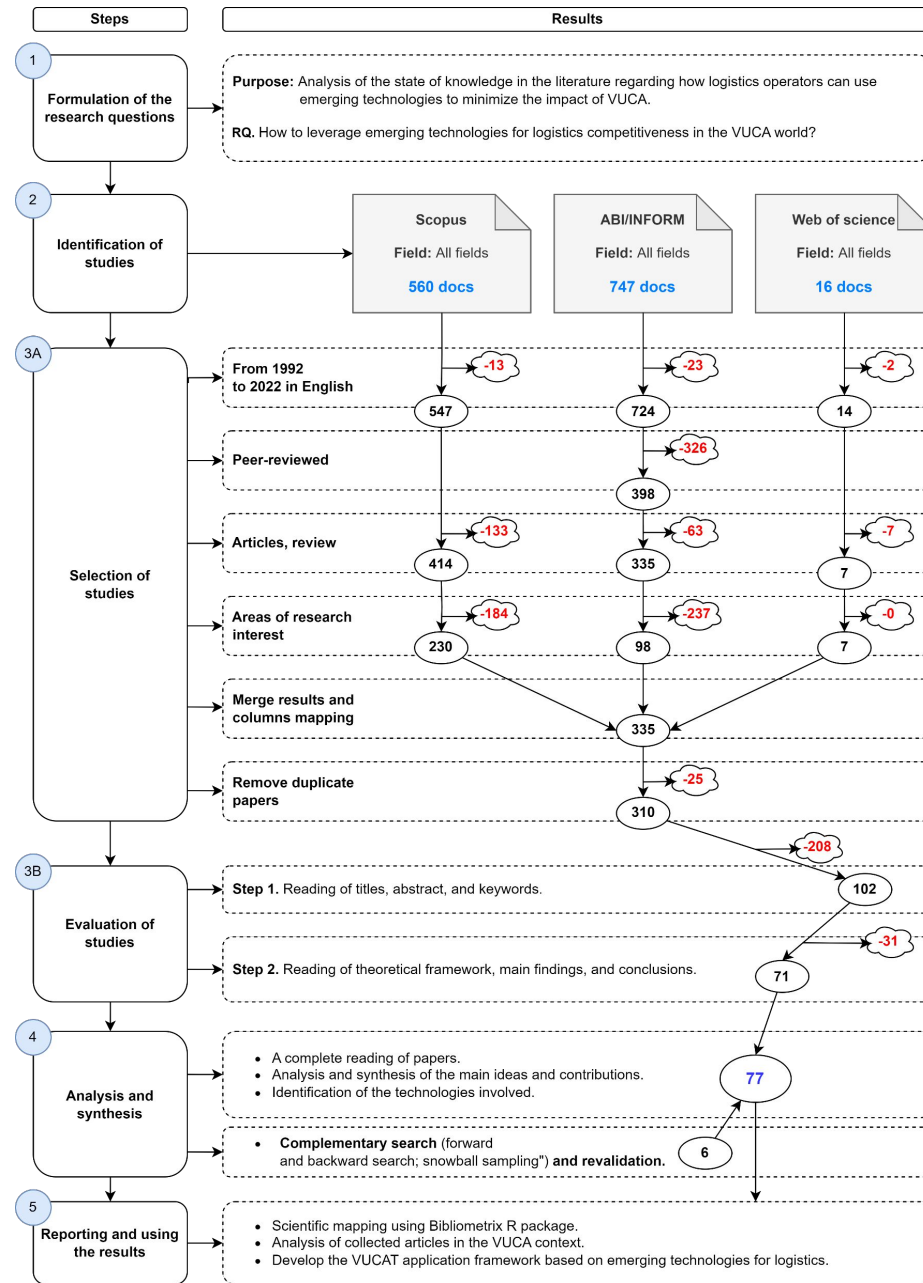 Steps
Results
1
Formulation of the
research questions
Purpose: Analysis of the state of knowledge in the literature regarding how logistics operators can use
emerging technologies to minimize the impact of VUCA.
RQ. How to leverage emerging technologies for logistics competitiveness in the VUCA world?
2
Identification of
studies
Scopus
Field: All fields
560 docs
ABI/INFORM
Field: All fields
747 docs
Web of science
Field: All fields
16 docs
3A
Selection of
studies
From 1992
to 2022 in English
-13
-23
-2
547
724
14
Peer-reviewed
-326
398
Articles, review
-133
-63
-7
414
335
7
Areas of research
interest
-184
-237
-0
230
98
7
Merge results and
columns mapping
335
Remove duplicate
papers
-25
310
-208
3B
Evaluation of
studies
Step 1. Reading of titles, abstract, and keywords.
102
-31
Step 2. Reading of theoretical framework, main findings, and conclusions.
71
4
Analysis and
synthesis
• A complete reading of papers.
• Analysis and synthesis of the main ideas and contributions.
• Identification of the technologies involved.
77
• Complementary search (forward
and backward search; snowball sampling") and revalidation.
6
5
Reporting and using
the results
• Scientific mapping using Bibliometrix R package.
• Analysis of collected articles in the VUCA context.
• Develop the VUCAT application framework based on emerging technologies for logistics.